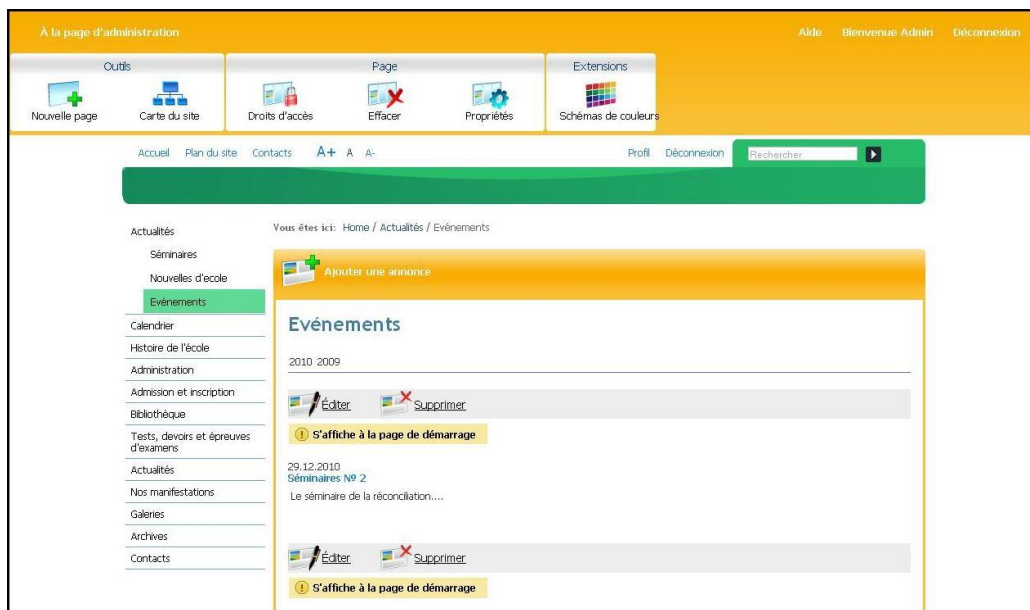 À la page d'administration
Aide Bienvenue Admin Déconnexion
Outils Page Extensions
Nouvelle page Carte du site Droits d'accès Effacer Propriétés Schémas de couleurs
Accueil Plan du site Contacts A+ A A- Profil Déconnexion Rechercher
Vous êtes ici: Home / Actualités / Evénements
Actualités
Séminaires
Nouvelles d'ecole
Evénements
Calendrier
Histoire de l'école
Administration
Admission et inscription
Bibliothèque
Tests, devoirs et épreuves
d'examens
Actualités
Nos manifestations
Galeries
Archives
Contacts
Ajouter une annonce
Evénements
2010 2009
Éditer Supprimer
! S'affiche à la page de démarrage
29.12.2010
Séminaires № 2
Le séminaire de la réconciliation....
Éditer Supprimer
! S'affiche à la page de démarrage